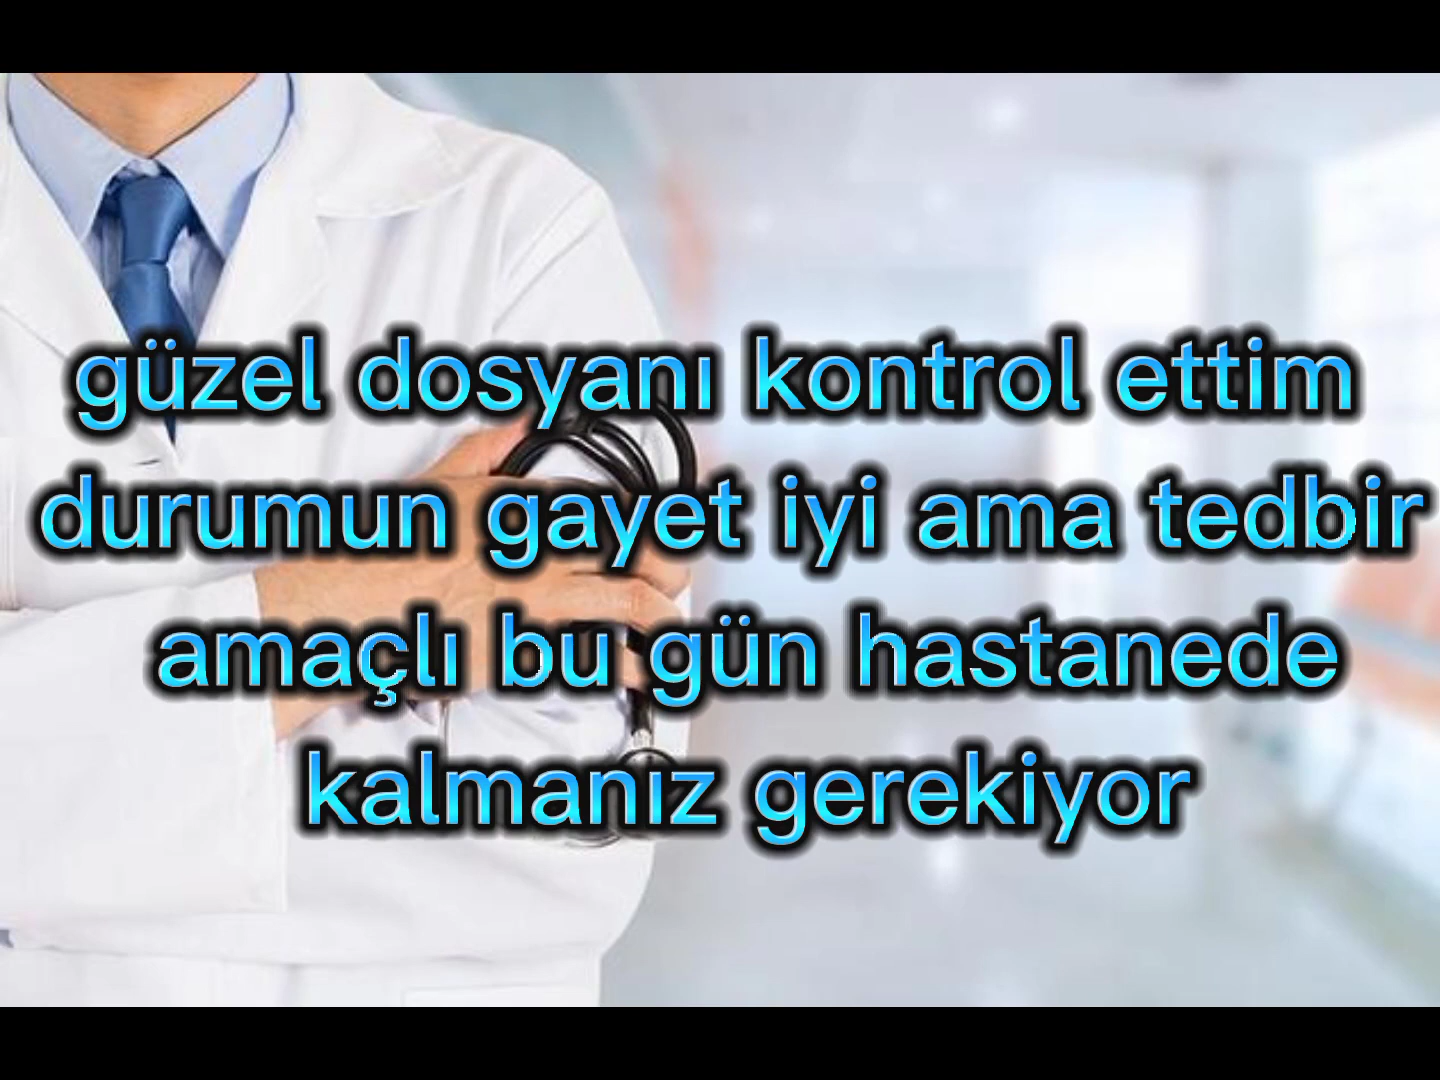 güzel dosyanı kontrol ettim
durumun gayet iyi ama tedbir
amaçlı bu gün hastanede
kalmanız gerekiyor